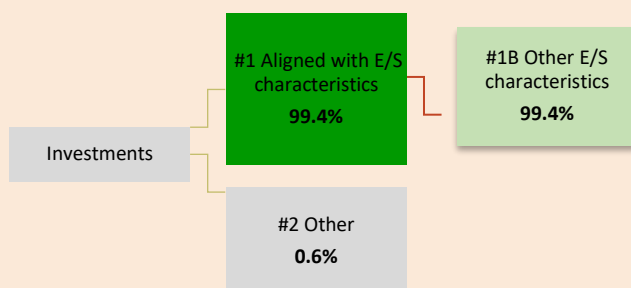 Investments
#1 Aligned with E/S
characteristics
99.4%
#1B Other E/S
characteristics
99.4%
#2 Other
0.6%